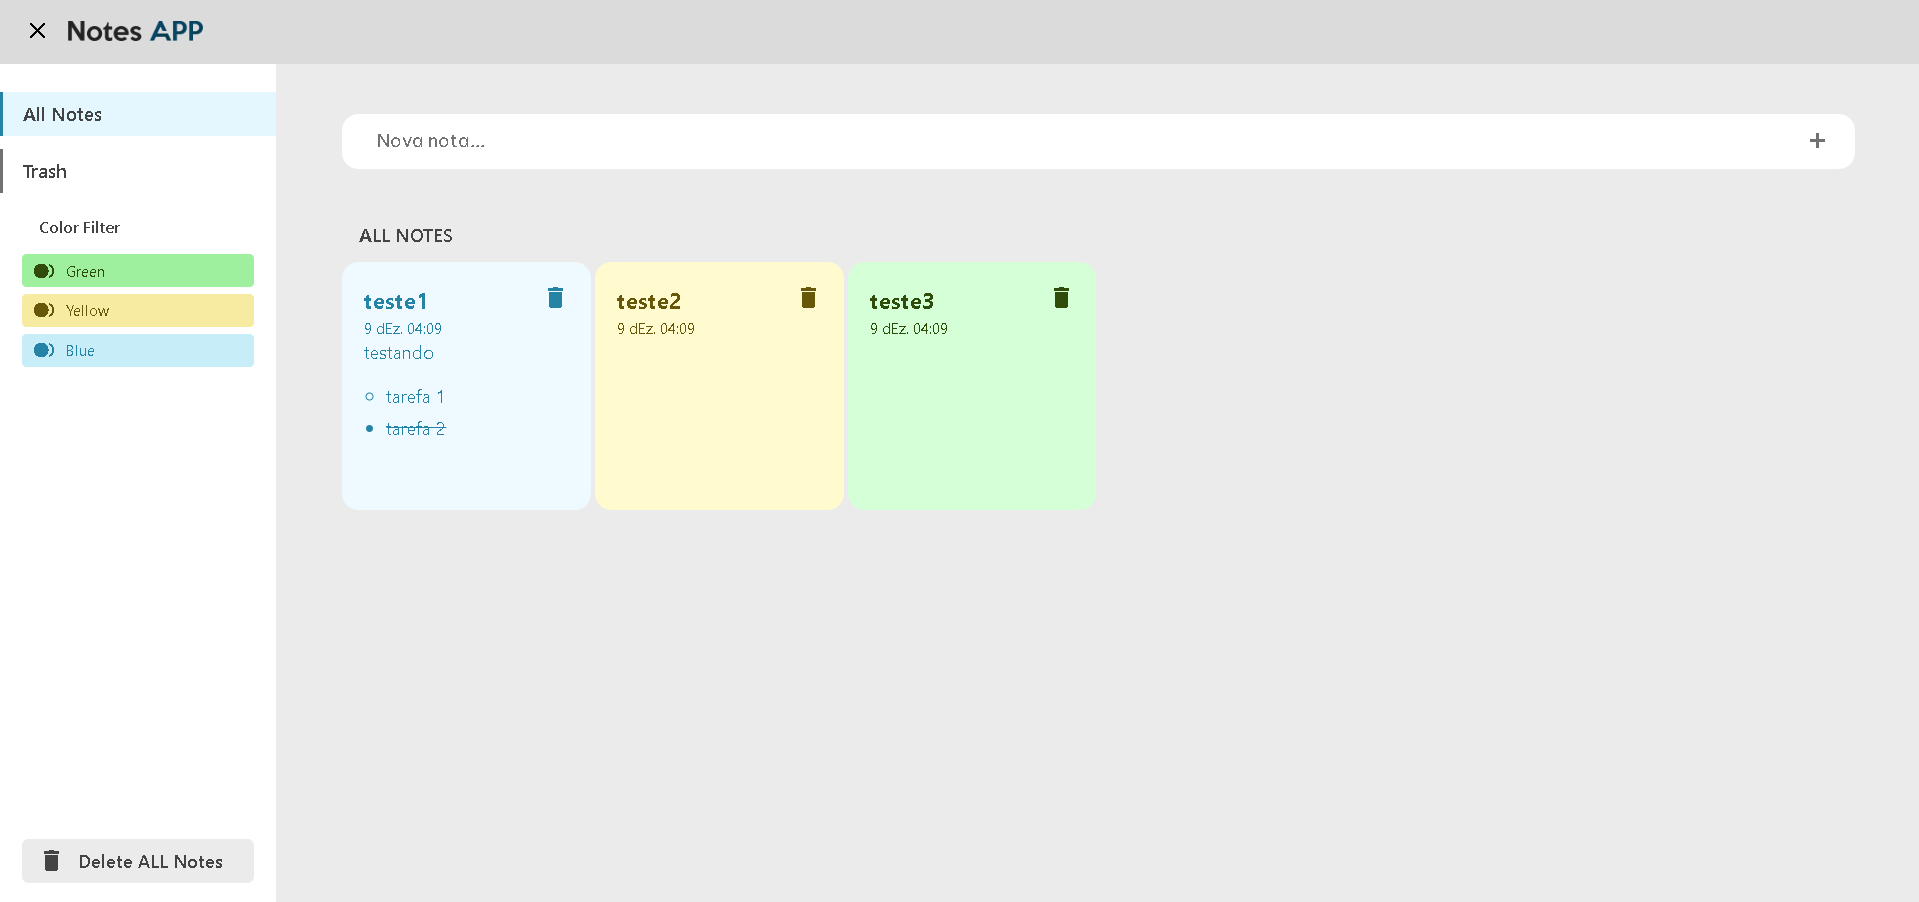 Notes APP
All Notes
Trash
Color Filter
Green
Yellow
Blue
Delete ALL Notes
Nova nota...
ALL NOTES
teste1
9 dEz. 04:09
testando
tarefa 1
tarefa 2
teste2
9 dEz. 04:09
teste3
9 dEz. 04:09